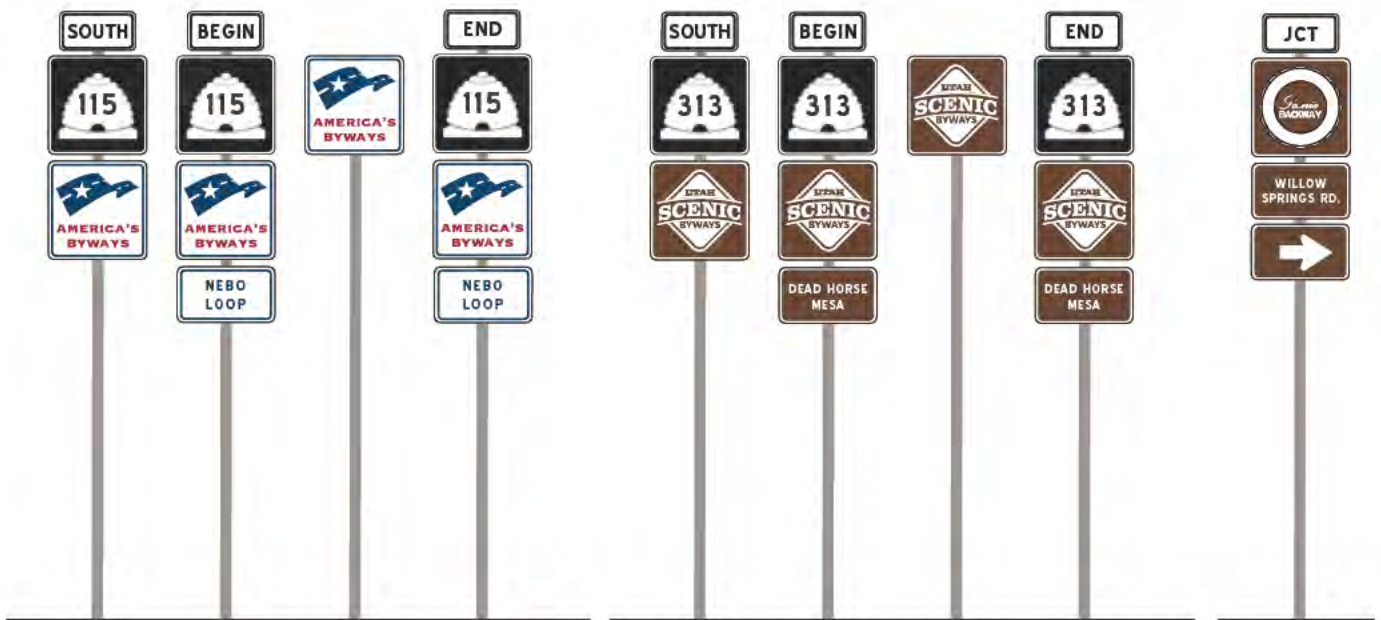 SOUTH
115
AMERICA'S
BYWAYS
BEGIN
115
AMERICA'S
BYWAYS
NEBO
LOOP
AMERICA'S
BYWAYS
END
115
AMERICA'S
BYWAYS
NEBO
LOOP
SOUTH
313
UTAH
SCENIC
BYWAYS
BEGIN
313
UTAH
SCENIC
BYWAYS
DEAD HORSE
MESA
UTAH
SCENIC
BYWAYS
END
313
UTAH
SCENIC
BYWAYS
DEAD HORSE
MESA
JCT
Scenic
BACKWAY
WILLOW
SPRINGS RD.